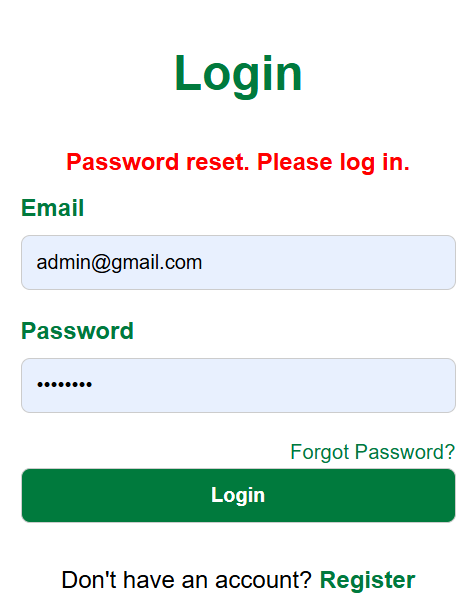 Login
Password reset. Please log in.
Email
admin@gmail.com
Password
••••••••
Forgot Password?
Login
Don't have an account? Register